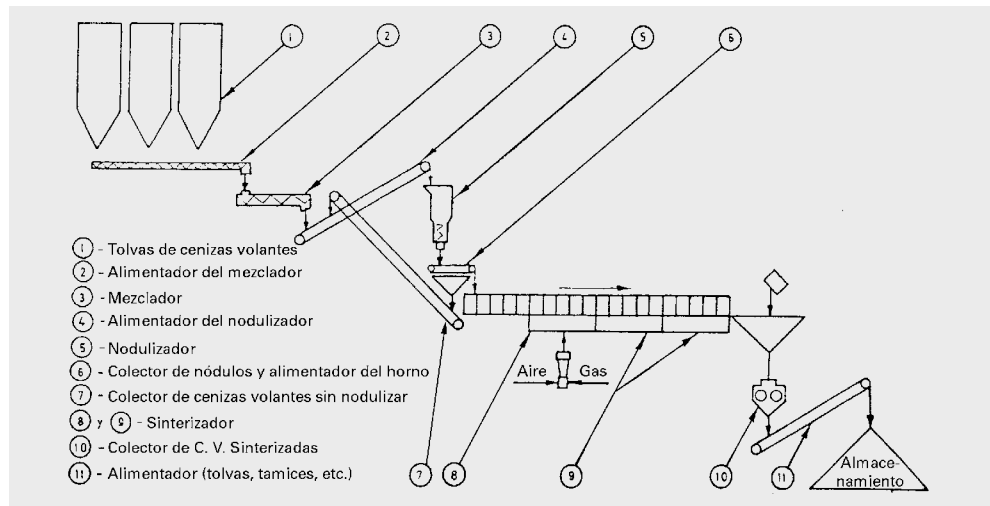 1 2 3 4 5 6
1 - Tolvas de cenizas volantes
2 - Alimentador del mezclador
3 - Mezclador
4 - Alimentador del nodulizador
5 - Nodulizador
6 - Colector de nódulos y alimentador del horno
7 - Colector de cenizas volantes sin nodulizar
8 y 9 - Sinterizador
10 - Colector de C. V. Sinterizadas
11 - Alimentador (tolvas, tamices, etc.)
Aire Gas
7 8 9 10 11
Almace-
namiento